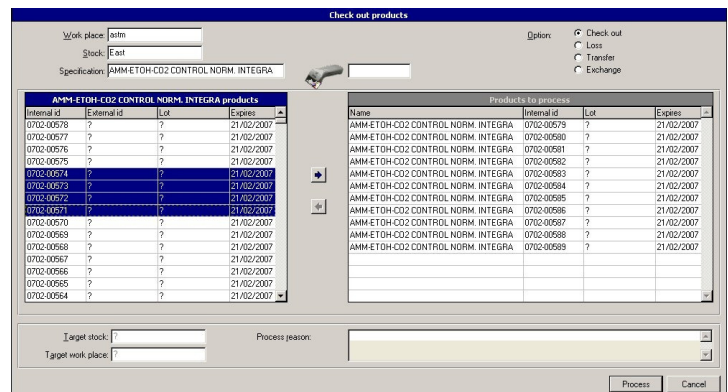 Check out products
Work place: astm
Stock: East
Specification: AMM-ETOH-CO2 CONTROL NORM. INTEGRA
Option: Check out
Loss
Transfer
Exchange
AMM-ETOH-CO2 CONTROL NORM. INTEGRA products
Internal id External id Lot Expires
0702-00578 ? ? 21/02/2007
0702-00577 ? ? 21/02/2007
0702-00576 ? ? 21/02/2007
0702-00575 ? ? 21/02/2007
0702-00574 ? ? 21/02/2007
0702-00573 ? ? 21/02/2007
0702-00572 ? ? 21/02/2007
0702-00571 ? ? 21/02/2007
0702-00570 ? ? 21/02/2007
0702-00569 ? ? 21/02/2007
0702-00568 ? ? 21/02/2007
0702-00567 ? ? 21/02/2007
0702-00566 ? ? 21/02/2007
0702-00565 ? ? 21/02/2007
0702-00564 ? ? 21/02/2007
Products to process
Name Internal id Lot Expires
AMM-ETOH-CO2 CONTROL NORM. INTEGRA 0702-00579 ? 21/02/2007
AMM-ETOH-CO2 CONTROL NORM. INTEGRA 0702-00580 ? 21/02/2007
AMM-ETOH-CO2 CONTROL NORM. INTEGRA 0702-00581 ? 21/02/2007
AMM-ETOH-CO2 CONTROL NORM. INTEGRA 0702-00582 ? 21/02/2007
AMM-ETOH-CO2 CONTROL NORM. INTEGRA 0702-00583 ? 21/02/2007
AMM-ETOH-CO2 CONTROL NORM. INTEGRA 0702-00584 ? 21/02/2007
AMM-ETOH-CO2 CONTROL NORM. INTEGRA 0702-00585 ? 21/02/2007
AMM-ETOH-CO2 CONTROL NORM. INTEGRA 0702-00586 ? 21/02/2007
AMM-ETOH-CO2 CONTROL NORM. INTEGRA 0702-00587 ? 21/02/2007
AMM-ETOH-CO2 CONTROL NORM. INTEGRA 0702-00588 ? 21/02/2007
AMM-ETOH-CO2 CONTROL NORM. INTEGRA 0702-00589 ? 21/02/2007
Target stock: ?
Target work place: ?
Process reason:
Process Cancel